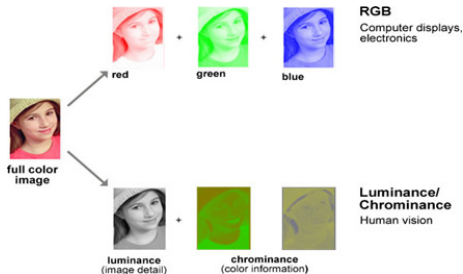 RGB
Computer displays,
electronics
+
+
red
green
blue
full color
image
Luminance/
Chrominance
Human vision
+
luminance
(image detail)
chrominance
(color information)